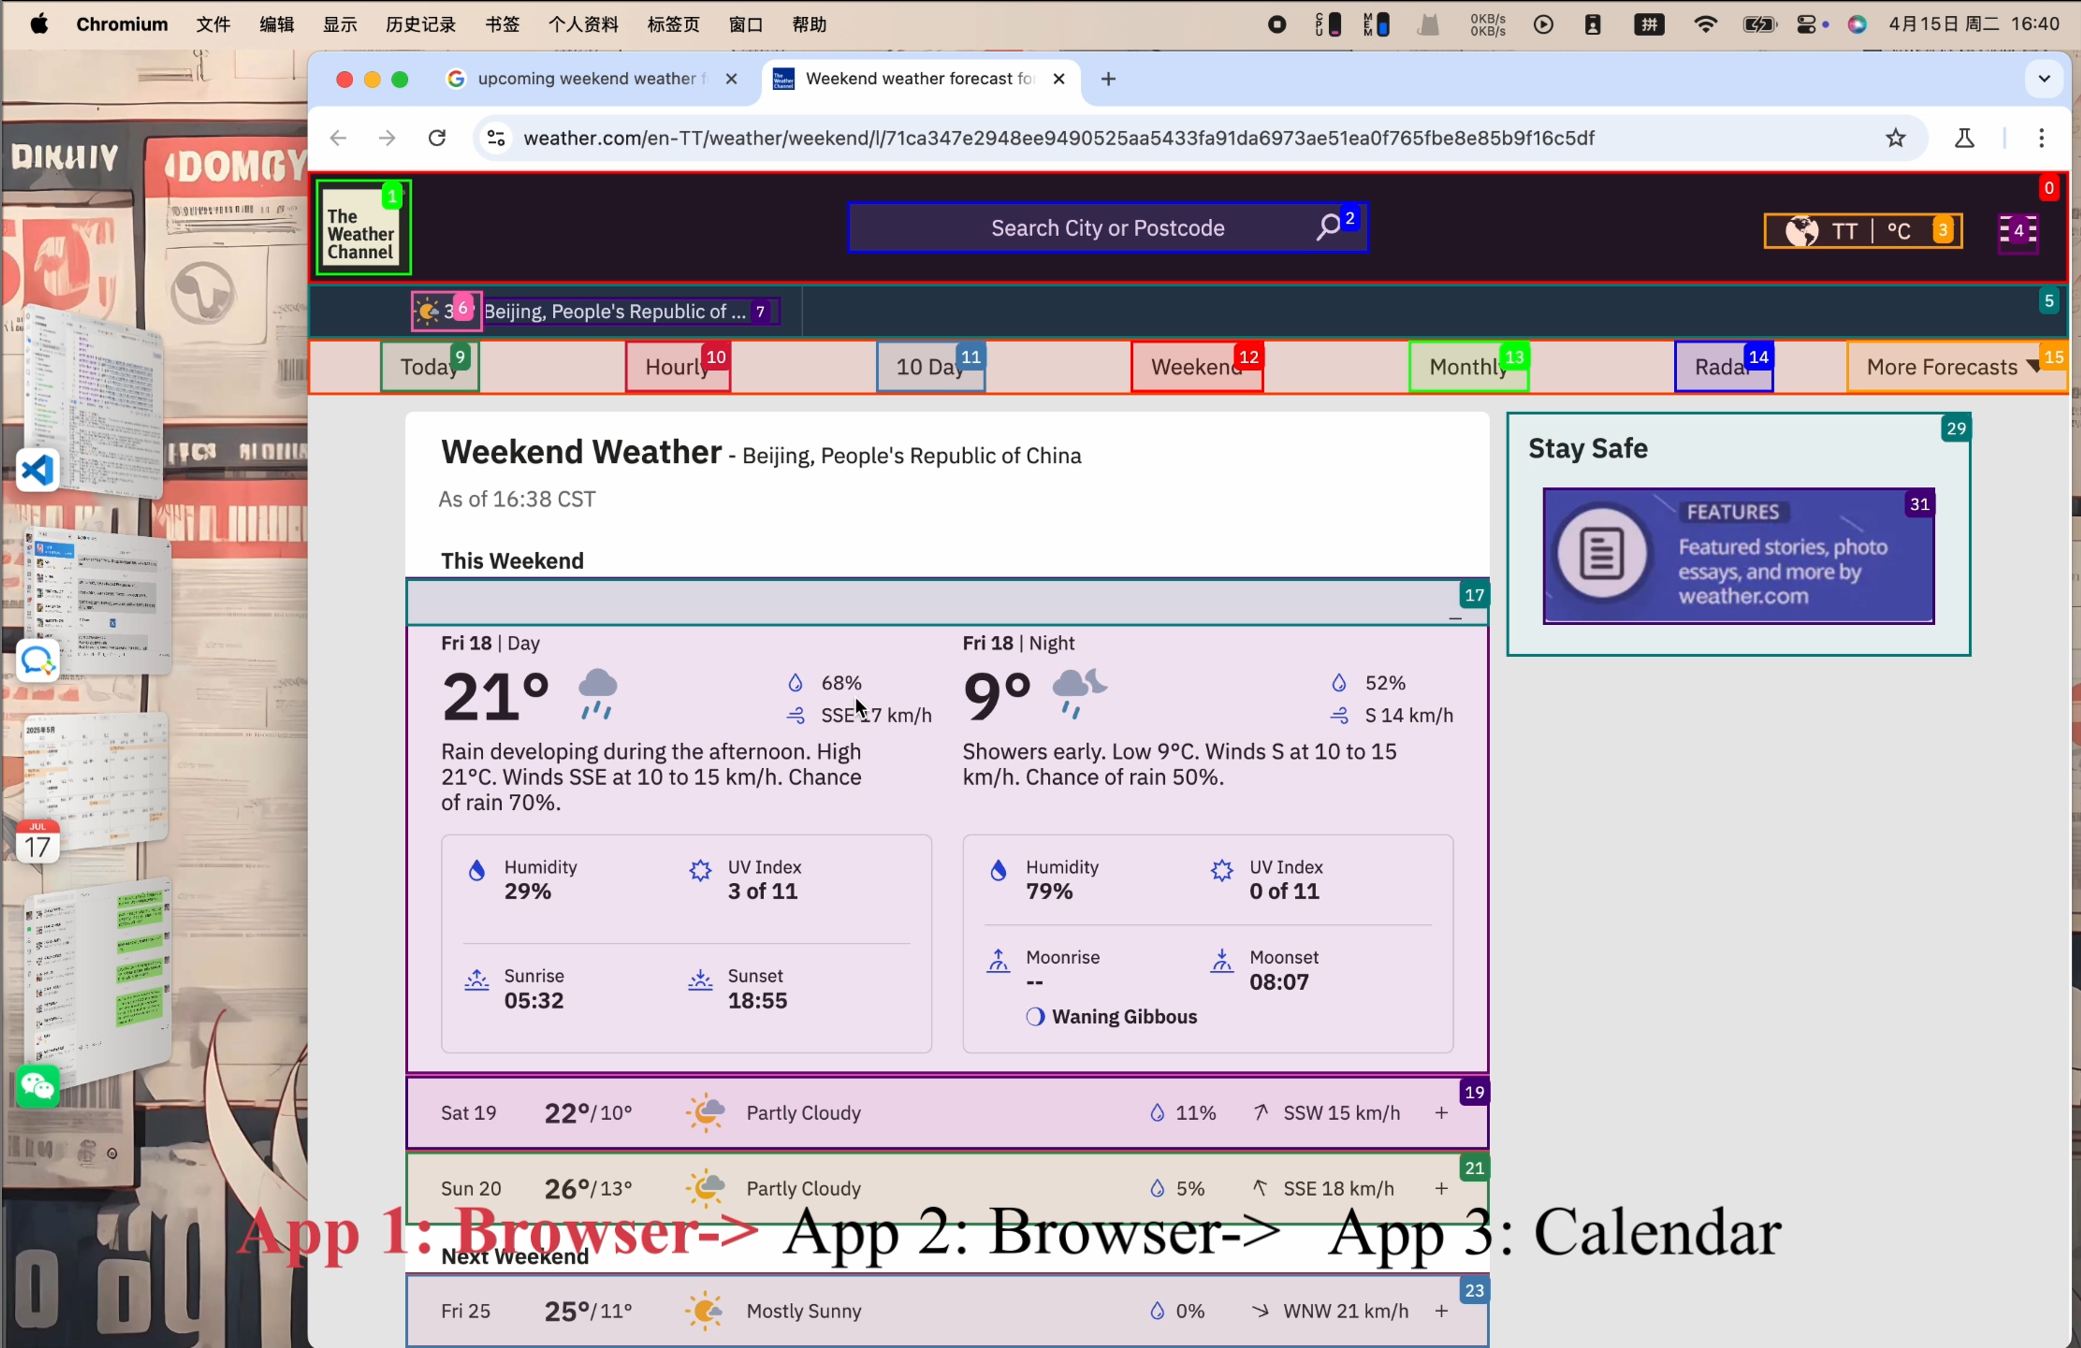 Chromium 文件 编辑 显示 历史记录 书签 个人资料 标签页 窗口 帮助 CPU MEM 0KB/s 0KB/s 拼 4月15日 周二 16:40
upcoming weekend weather f
The Weather Channel
Weekend weather forecast fo
weather.com/en-TT/weather/weekend/l/71ca347e2948ee9490525aa5433fa91da6973ae51ea0f765fbe8e85b9f16c5df
DIKHIV
DOMGY
The
Weather
Channel
1
Search City or Postcode 2
TT | °C 3
4
0
3 6 Beijing, People's Republic of ... 7
5
Today 9 Hourly 10 10 Day 11 Weekend 12 Monthly 13 Radar 14 More Forecasts 15
Weekend Weather - Beijing, People's Republic of China
As of 16:38 CST
This Weekend
17
Fri 18 | Day
21°
68%
SSE 17 km/h
Rain developing during the afternoon. High
21°C. Winds SSE at 10 to 15 km/h. Chance
of rain 70%.
Humidity
29%
UV Index
3 of 11
Sunrise
05:32
Sunset
18:55
Fri 18 | Night
9°
52%
S 14 km/h
Showers early. Low 9°C. Winds S at 10 to 15
km/h. Chance of rain 50%.
Humidity
79%
UV Index
0 of 11
Moonrise
--
Moonset
08:07
Waning Gibbous
Sat 19 22°/10° Partly Cloudy 11% SSW 15 km/h + 19
Sun 20 26°/13° Partly Cloudy 5% SSE 18 km/h + 21
Next Weekend
Fri 25 25°/11° Mostly Sunny 0% WNW 21 km/h + 23
Stay Safe 29
FEATURES 31
Featured stories, photo
essays, and more by
weather.com
JUL
17
App 1: Browser-> App 2: Browser-> App 3: Calendar